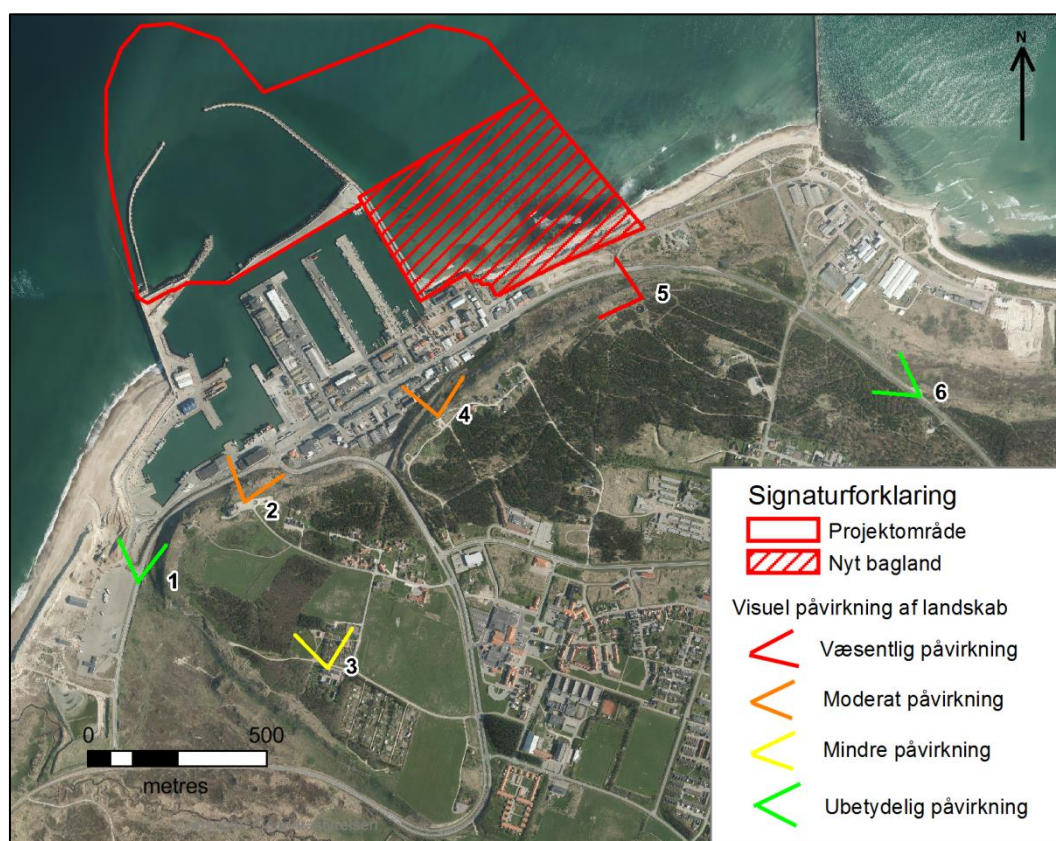 N
5
6
4
2
1
3
0 500
metres
Signaturforklaring
Projektområde
Nyt bagland
Visuel påvirkning af landskab
Væsentlig påvirkning
Moderat påvirkning
Mindre påvirkning
Ubetydelig påvirkning